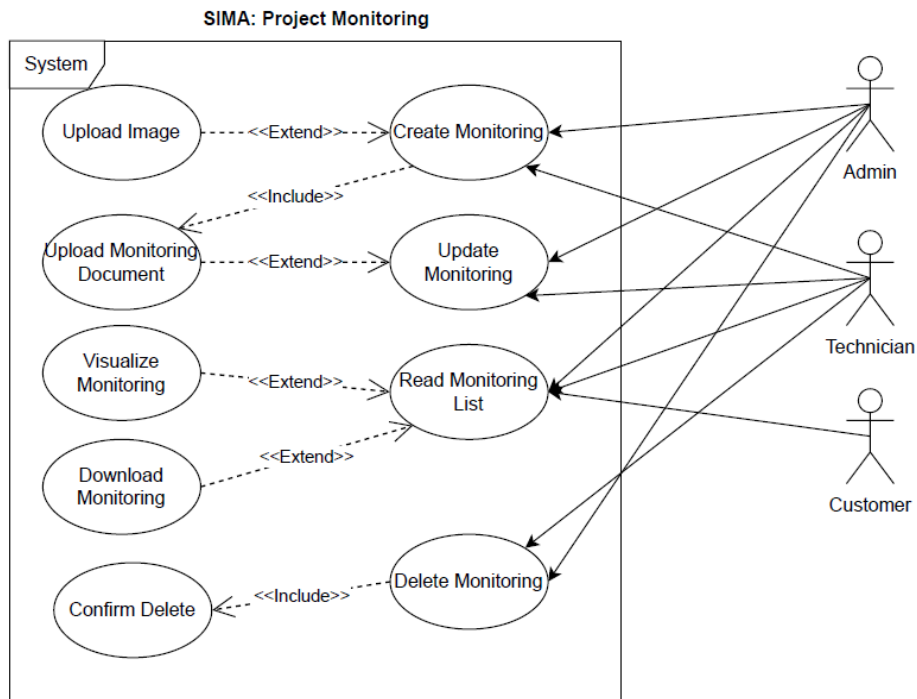 SIMA: Project Monitoring
System
Upload Image
<<Extend>>
Create Monitoring
Admin
<<Include>>
Upload Monitoring
Document
<<Extend>>
Update
Monitoring
Technician
Visualize
Monitoring
<<Extend>>
Read Monitoring
List
Download
Monitoring
<<Extend>>
Customer
Confirm Delete
<<Include>>
Delete Monitoring